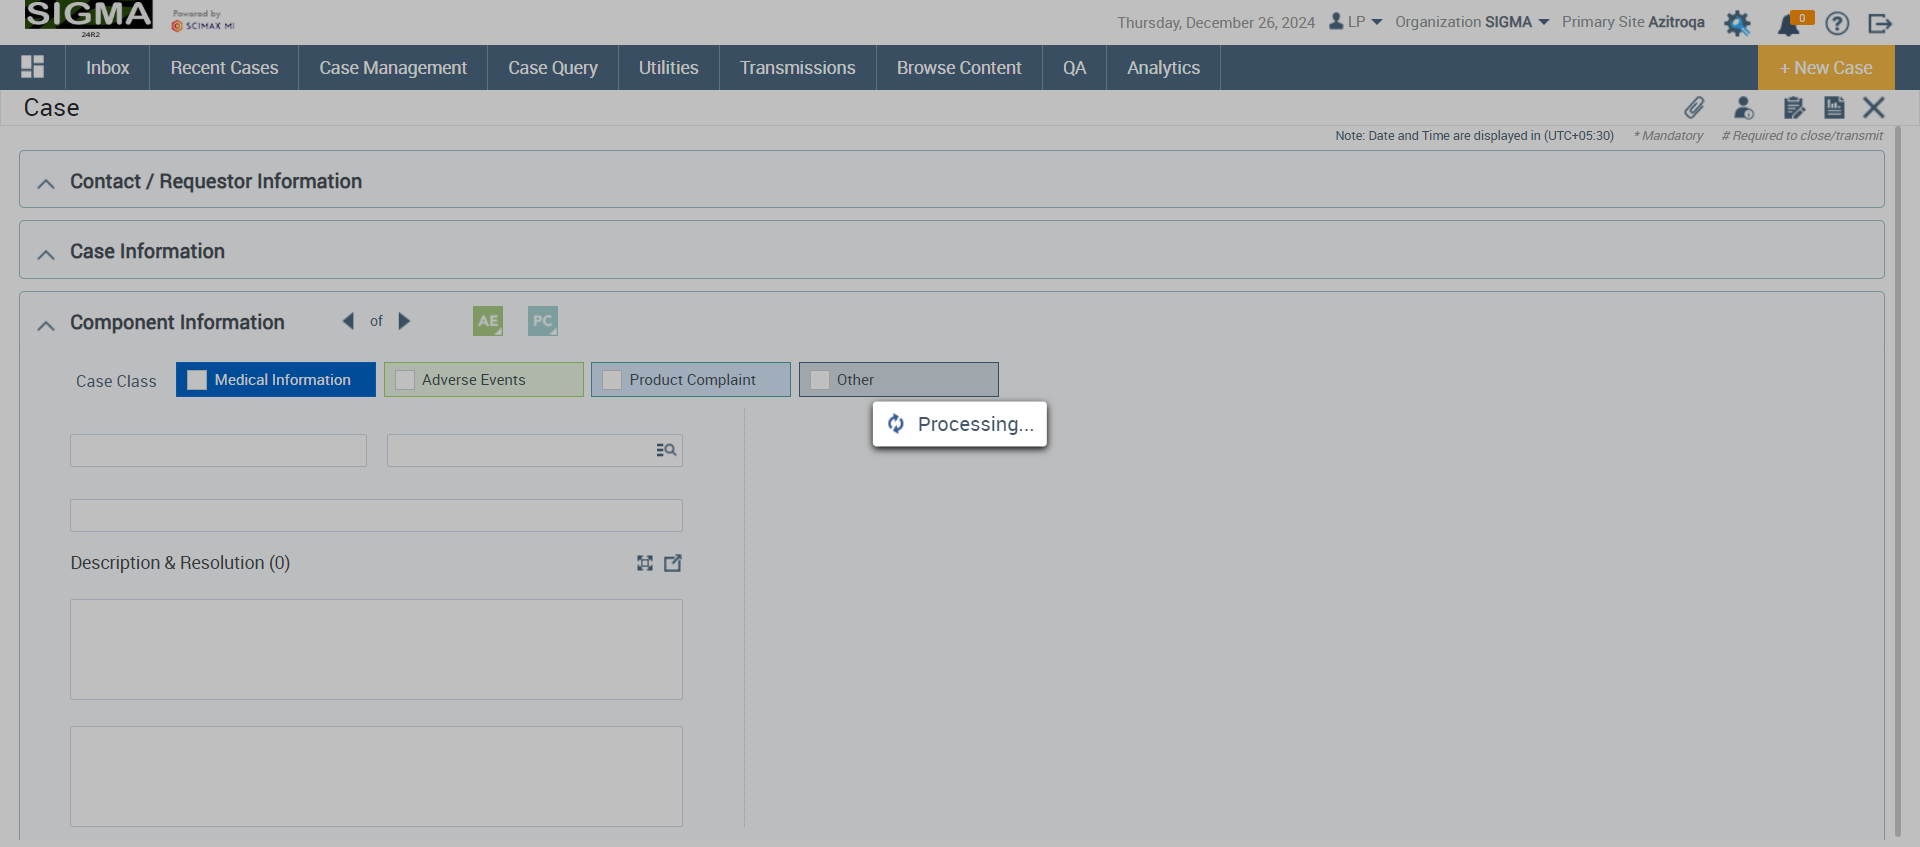 SIGMA
24R2
Powered by
SCIMAX MI
Thursday, December 26, 2024
LP
Organization SIGMA
Primary Site Azitroqa
0
?
Inbox
Recent Cases
Case Management
Case Query
Utilities
Transmissions
Browse Content
QA
Analytics
+ New Case
Case
Note: Date and Time are displayed in (UTC+05:30)
* Mandatory
# Required to close/transmit
Contact / Requestor Information
Case Information
Component Information
of
AE
PC
Case Class
Medical Information
Adverse Events
Product Complaint
Other
Processing...
Description & Resolution (0)